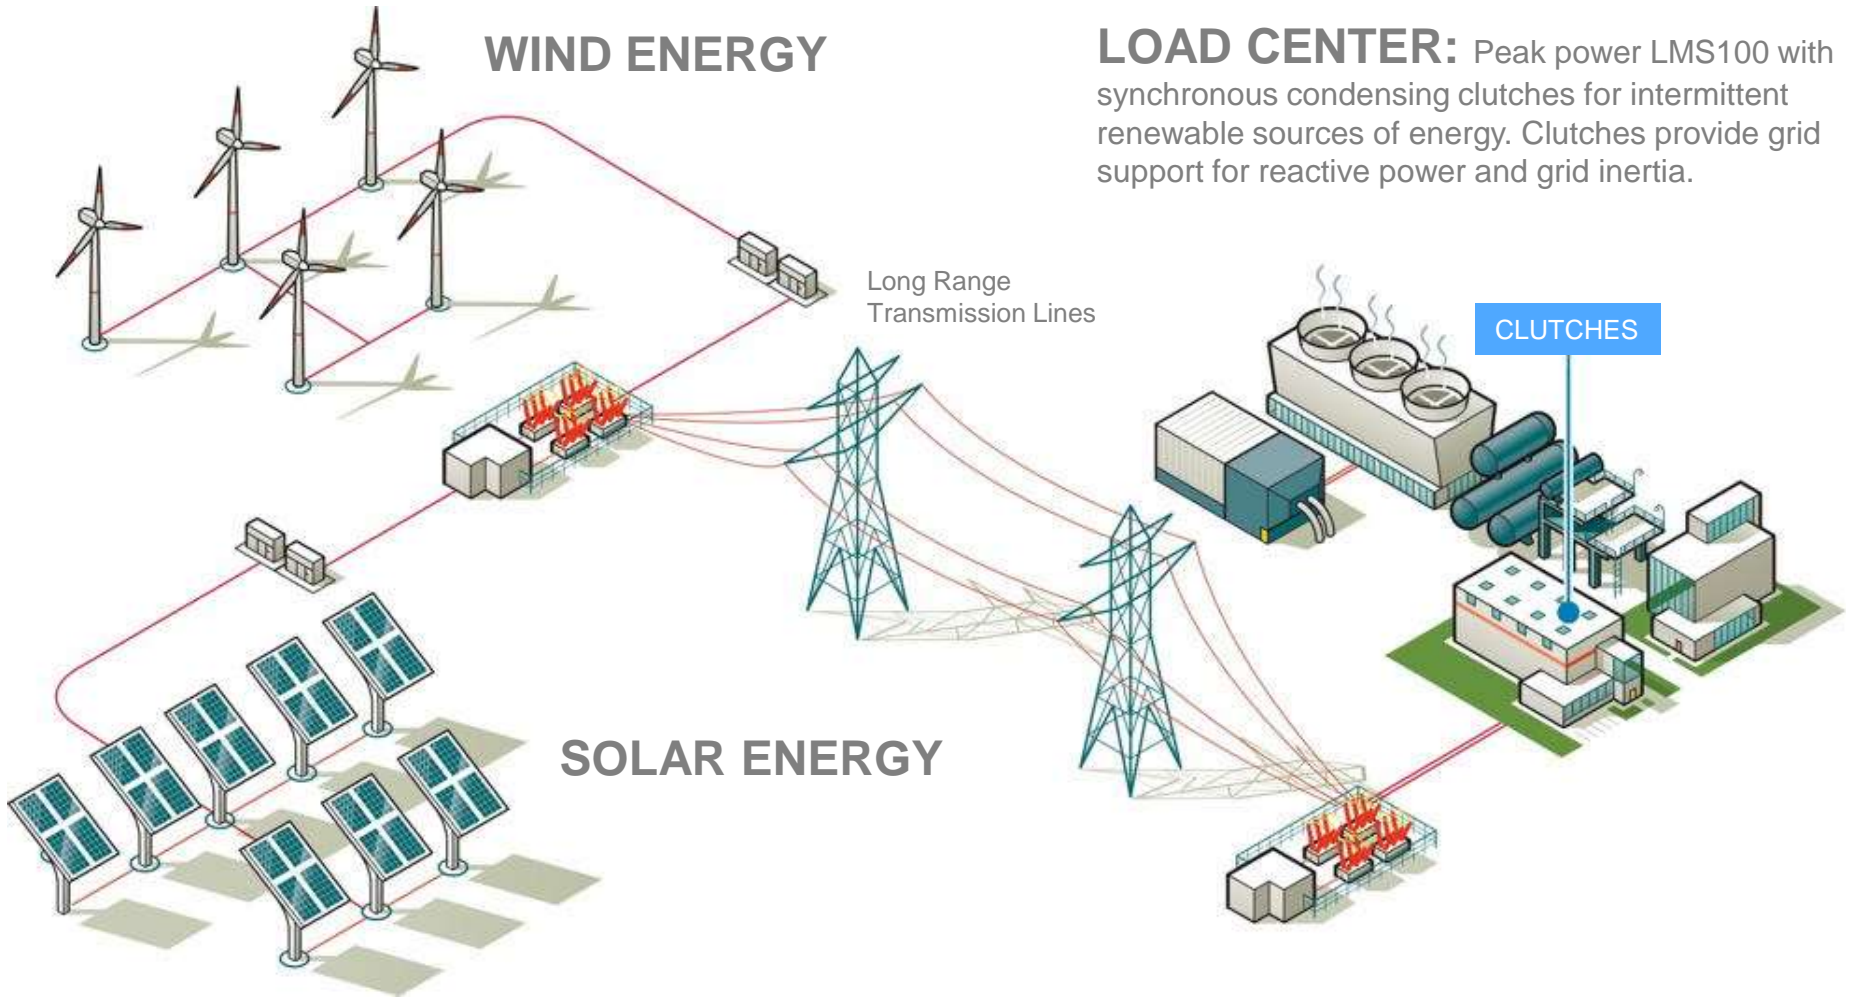 WIND ENERGY
LOAD CENTER: Peak power LMS100 with
synchronous condensing clutches for intermittent
renewable sources of energy. Clutches provide grid
support for reactive power and grid inertia.
Long Range
Transmission Lines
CLUTCHES
SOLAR ENERGY